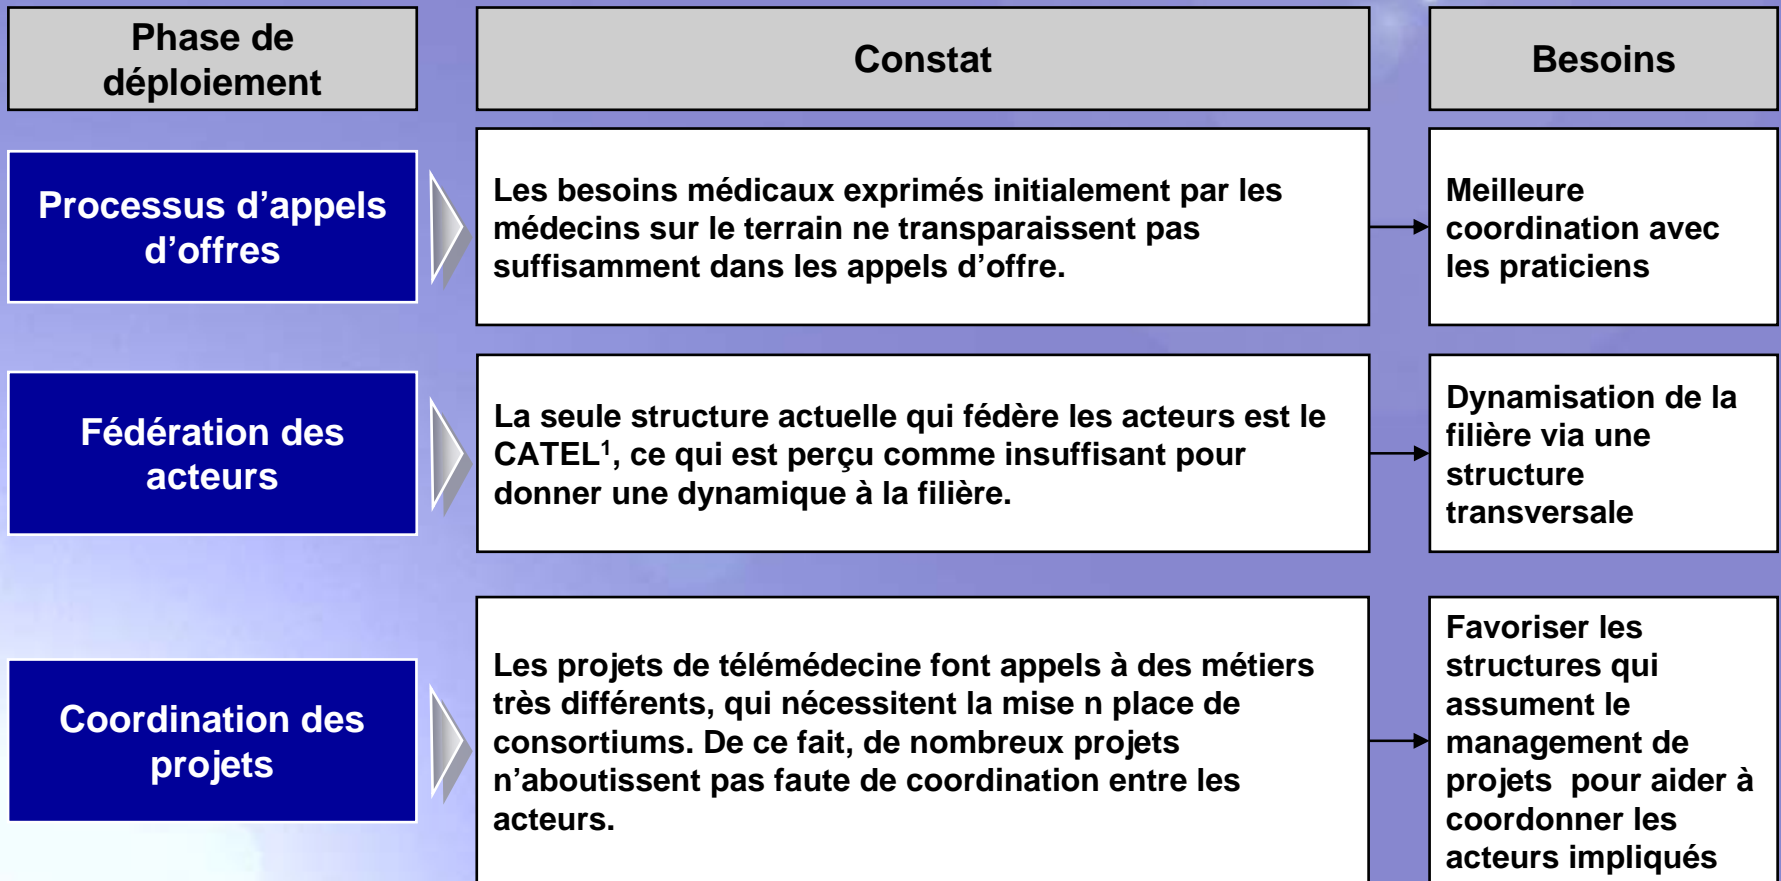 Phase de
déploiement
Constat
Besoins
Processus d’appels
d’offres
Les besoins médicaux exprimés initialement par les
médecins sur le terrain ne transparaissent pas
suffisamment dans les appels d’offre.
Meilleure
coordination avec
les praticiens
Fédération des
acteurs
La seule structure actuelle qui fédère les acteurs est le
CATEL¹, ce qui est perçu comme insuffisant pour
donner une dynamique à la filière.
Dynamisation de la
filière via une
structure
transversale
Coordination des
projets
Les projets de télémédecine font appels à des métiers
très différents, qui nécessitent la mise n place de
consortiums. De ce fait, de nombreux projets
n’aboutissent pas faute de coordination entre les
acteurs.
Favoriser les
structures qui
assument le
management de
projets  pour aider à
coordonner les
acteurs impliqués